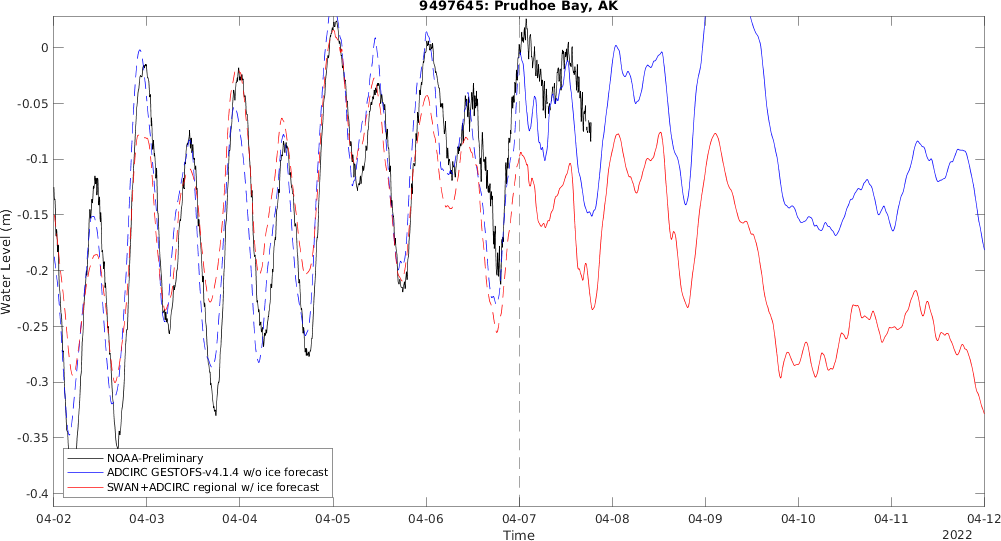 9497645: Prudhoe Bay, AK
0
-0.05
-0.1
-0.15
-0.2
-0.25
-0.3
-0.35
-0.4
Water Level (m)
NOAA-Preliminary
ADCIRC GESTOFS-v4.1.4 w/o ice forecast
SWAN+ADCIRC regional w/ ice forecast
04-02 04-03 04-04 04-05 04-06 04-07 04-08 04-09 04-10 04-11 04-12
Time 2022